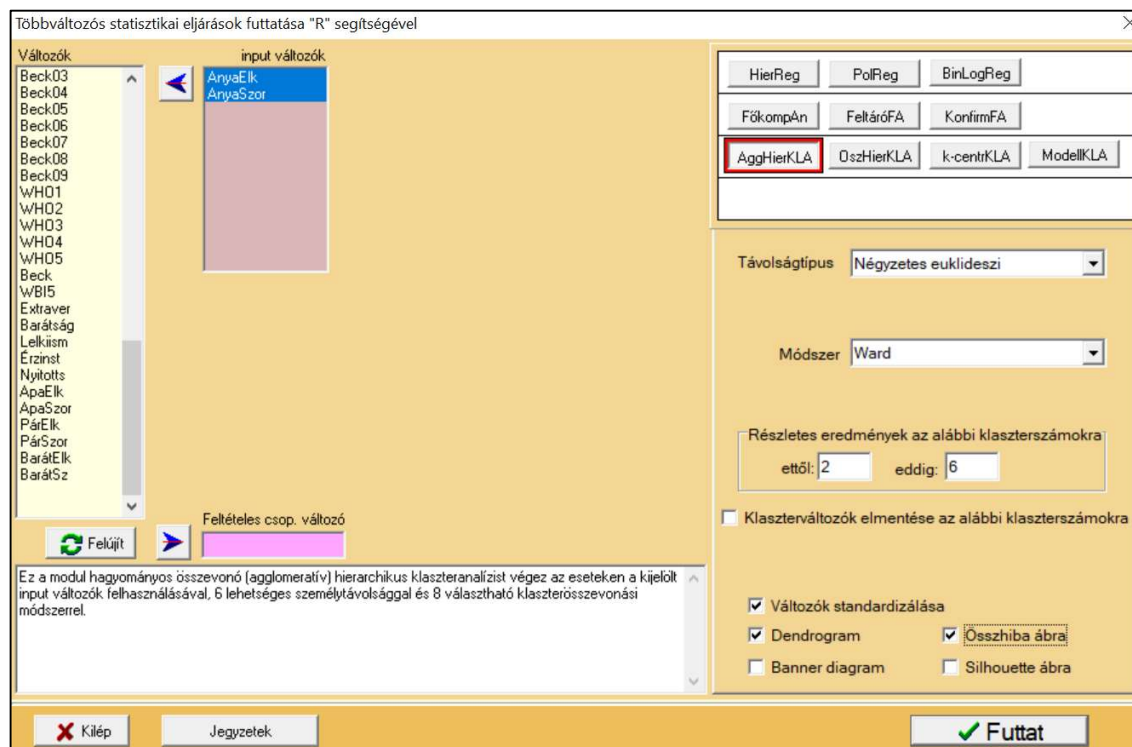 Többváltozós statisztikai eljárások futtatása "R" segítségével
Változók
Beck03
Beck04
Beck05
Beck06
Beck07
Beck08
Beck09
WHO1
WHO2
WHO3
WHO4
WHO5
Beck
WBI5
Extraver
Barátság
Lelkiism
Érzinst
Nyitotts
ApaElk
ApaSzor
PárElk
PárSzor
BarátElk
BarátSz
Felújít
input változók
AnyaElk
AnyaSzor
Feltételes csop. változó
HierReg PolReg BinLogReg
FőkompAn FeltáróFA KonfirmFA
AggHierKLA OszHierKLA k-centrKLA ModellKLA
Távolságtípus Négyzetes euklideszi
Módszer Ward
Részletes eredmények az alábbi klaszterszámokra
ettől: 2 eddig: 6
Klaszterváltozók elmentése az alábbi klaszterszámokra
Változók standardizálása
Dendrogram Összhiba ábra
Banner diagram Silhouette ábra
Ez a modul hagyományos összevonó (agglomeratív) hierarchikus klaszteranalízist végez az eseteken a kijelölt
input változók felhasználásával, 6 lehetséges személytávolsággal és 8 választható klaszterösszevonási
módszerrel.
Kilép Jegyzetek Futtat